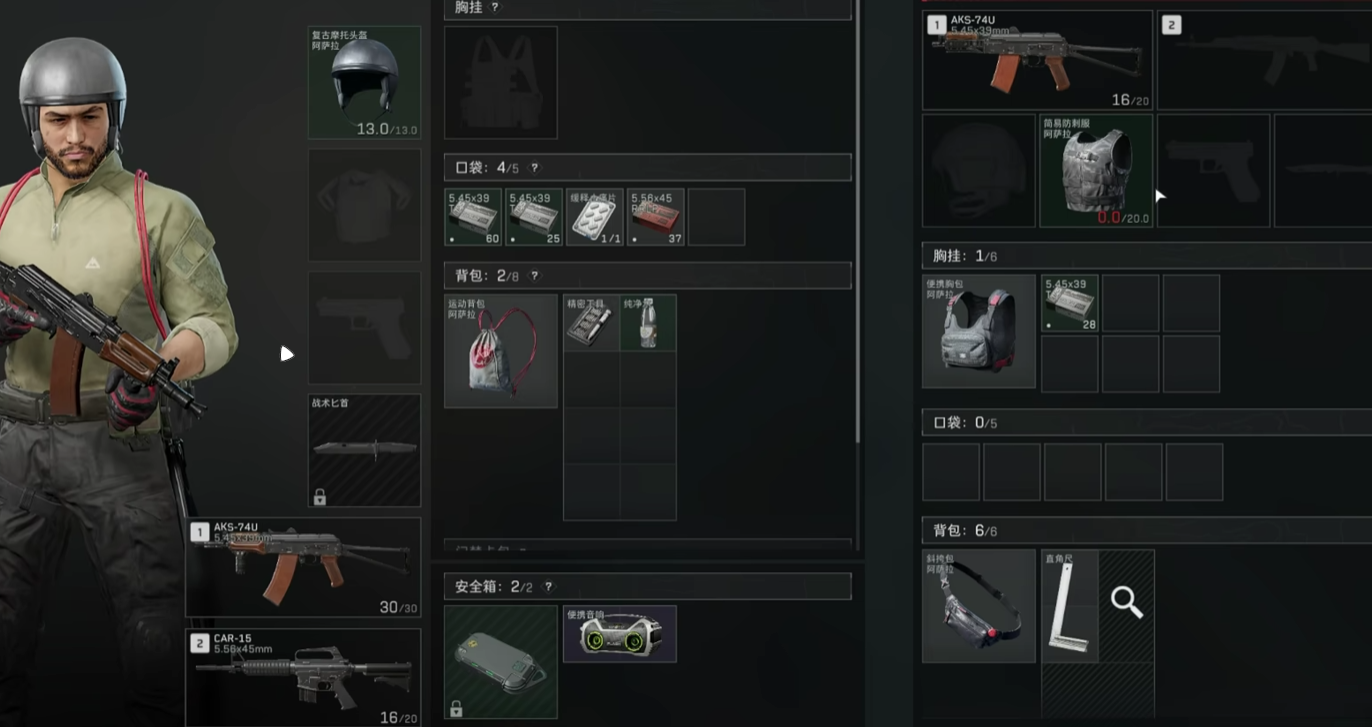 复古摩托头盔
阿萨拉
13.0/13.0
战术匕首
1
AKS-74U
5.45x39mm
30/30
2
CAR-15
5.56x45mm
16/20
胸挂 ?
口袋: 4/5 ?
5.45x39
60
5.45x39
25
1/1
5.56x45
37
背包: 2/8 ?
运动背包
阿萨拉
精密工具
纯净
安全箱: 2/2 ?
便携音响
1
AKS-74U
5.45x39mm
16/20
2
简易防刺服
阿萨拉
0.0/20.0
胸挂: 1/6
便携胸包
阿萨拉
5.45x39
28
口袋: 0/5
背包: 6/6
斜挎包
阿萨拉
直角尺